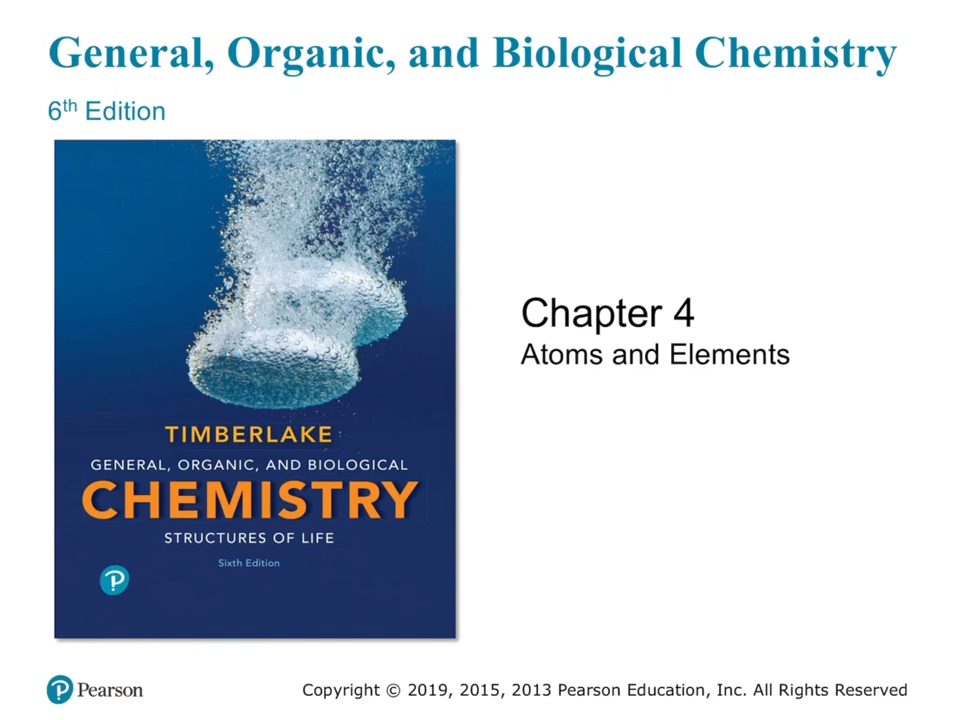 General, Organic, and Biological Chemistry
6th Edition
TIMBERLAKE
GENERAL, ORGANIC, AND BIOLOGICAL
CHEMISTRY
STRUCTURES OF LIFE
Sixth Edition
P
Chapter 4
Atoms and Elements
P Pearson
Copyright © 2019, 2015, 2013 Pearson Education, Inc. All Rights Reserved